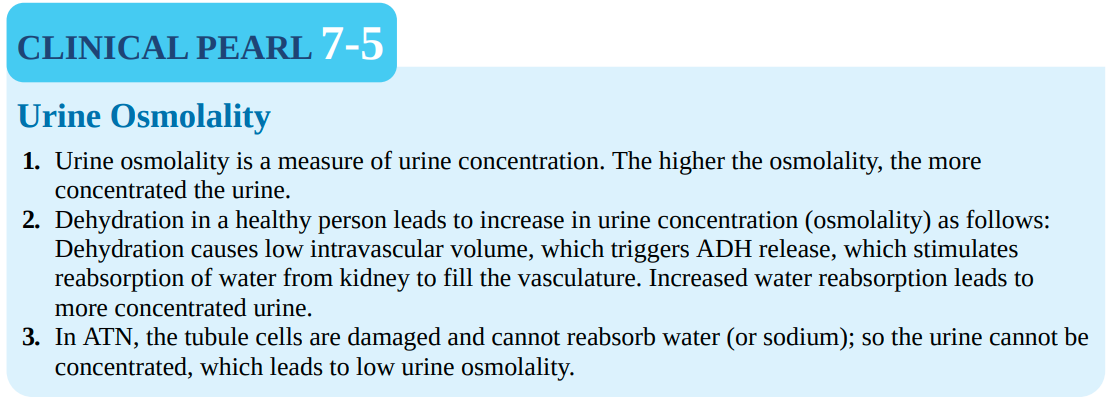 CLINICAL PEARL 7-5
Urine Osmolality
1. Urine osmolality is a measure of urine concentration. The higher the osmolality, the more
concentrated the urine.
2. Dehydration in a healthy person leads to increase in urine concentration (osmolality) as follows:
Dehydration causes low intravascular volume, which triggers ADH release, which stimulates
reabsorption of water from kidney to fill the vasculature. Increased water reabsorption leads to
more concentrated urine.
3. In ATN, the tubule cells are damaged and cannot reabsorb water (or sodium); so the urine cannot be
concentrated, which leads to low urine osmolality.